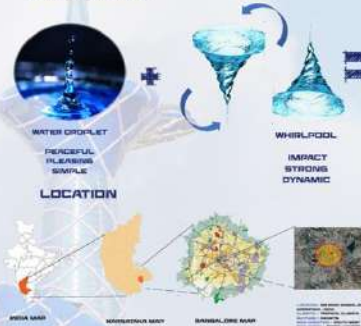 WATER DROPLET
PEACEFUL
PLEASING
SIMPLE
WHIRLPOOL
IMPACT
STRONG
DYNAMIC
LOCATION
INDIA MAP
KARNATAKA MAP
BANGALORE MAP